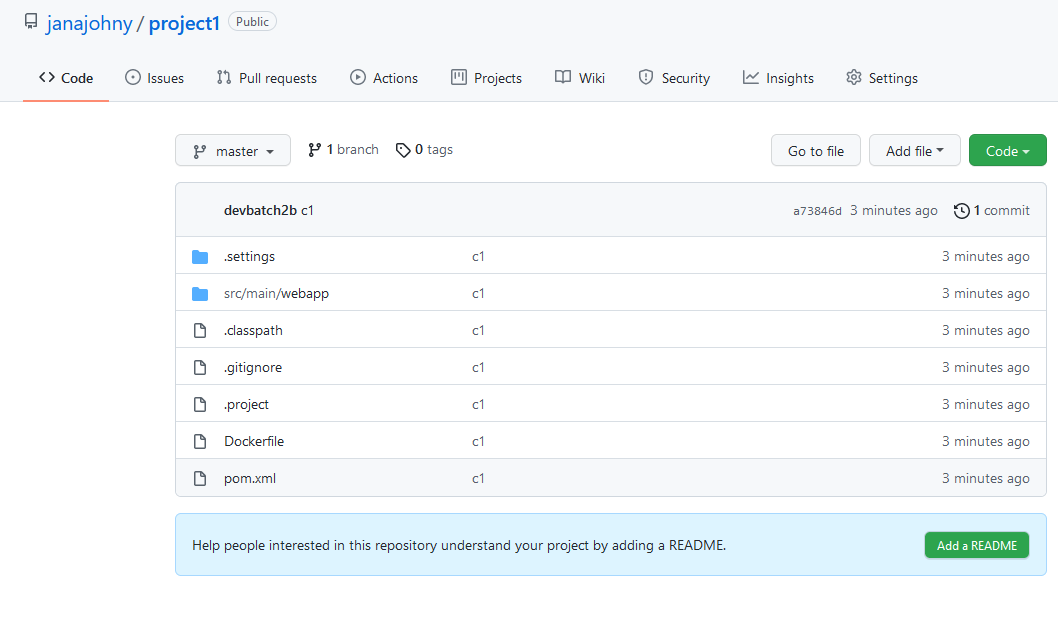 janajohny / project1 Public
Code Issues Pull requests Actions Projects Wiki Security Insights Settings
master 1 branch 0 tags Go to file Add file Code
devbatch2b c1 a73846d 3 minutes ago 1 commit
.settings c1 3 minutes ago
src/main/webapp c1 3 minutes ago
.classpath c1 3 minutes ago
.gitignore c1 3 minutes ago
.project c1 3 minutes ago
Dockerfile c1 3 minutes ago
pom.xml c1 3 minutes ago
Help people interested in this repository understand your project by adding a README. Add a README